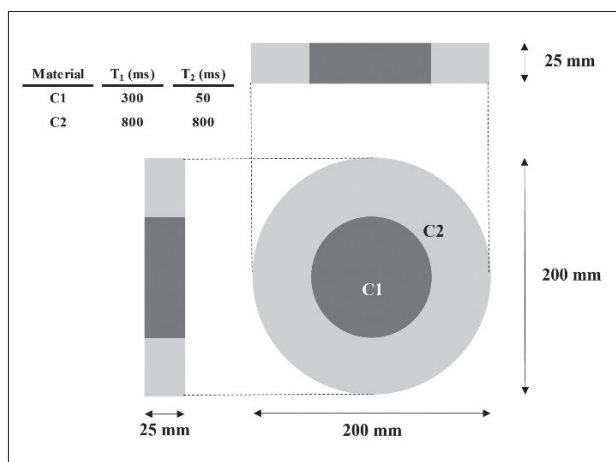 Material T₁ (ms) T₂ (ms)
C1 300 50
C2 800 800
25 mm
C2
C1
200 mm
25 mm
200 mm